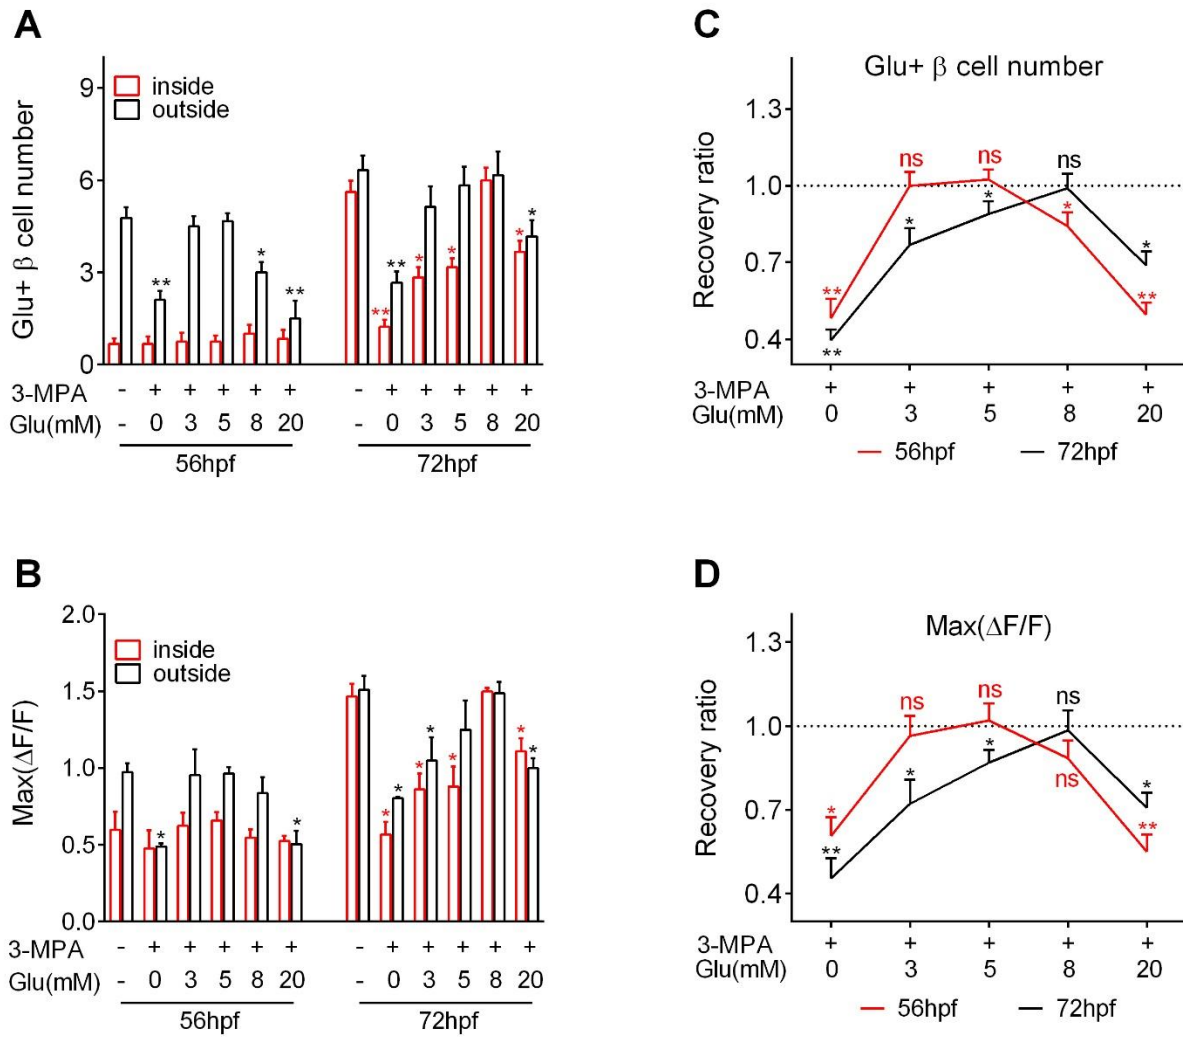 A
Glu+ β cell number
inside
outside
9
6
3
0
**
*
**
**
**
*
*
*
*
3-MPA - + + + + + - + + + + +
Glu(mM) - 0 3 5 8 20 - 0 3 5 8 20
56hpf 72hpf
C
Glu+ β cell number
Recovery ratio
1.3
1.0
0.7
0.4
ns ns ns
* * * *
** ** **
3-MPA + + + + +
Glu(mM) 0 3 5 8 20
56hpf 72hpf
B
Max(ΔF/F)
inside
outside
2.0
1.5
1.0
0.5
0.0
*
*
*
*
*
*
*
*
*
3-MPA - + + + + + - + + + + +
Glu(mM) - 0 3 5 8 20 - 0 3 5 8 20
56hpf 72hpf
D
Max(ΔF/F)
Recovery ratio
1.3
1.0
0.7
0.4
ns ns ns
* * * *
** ns **
3-MPA + + + + +
Glu(mM) 0 3 5 8 20
56hpf 72hpf